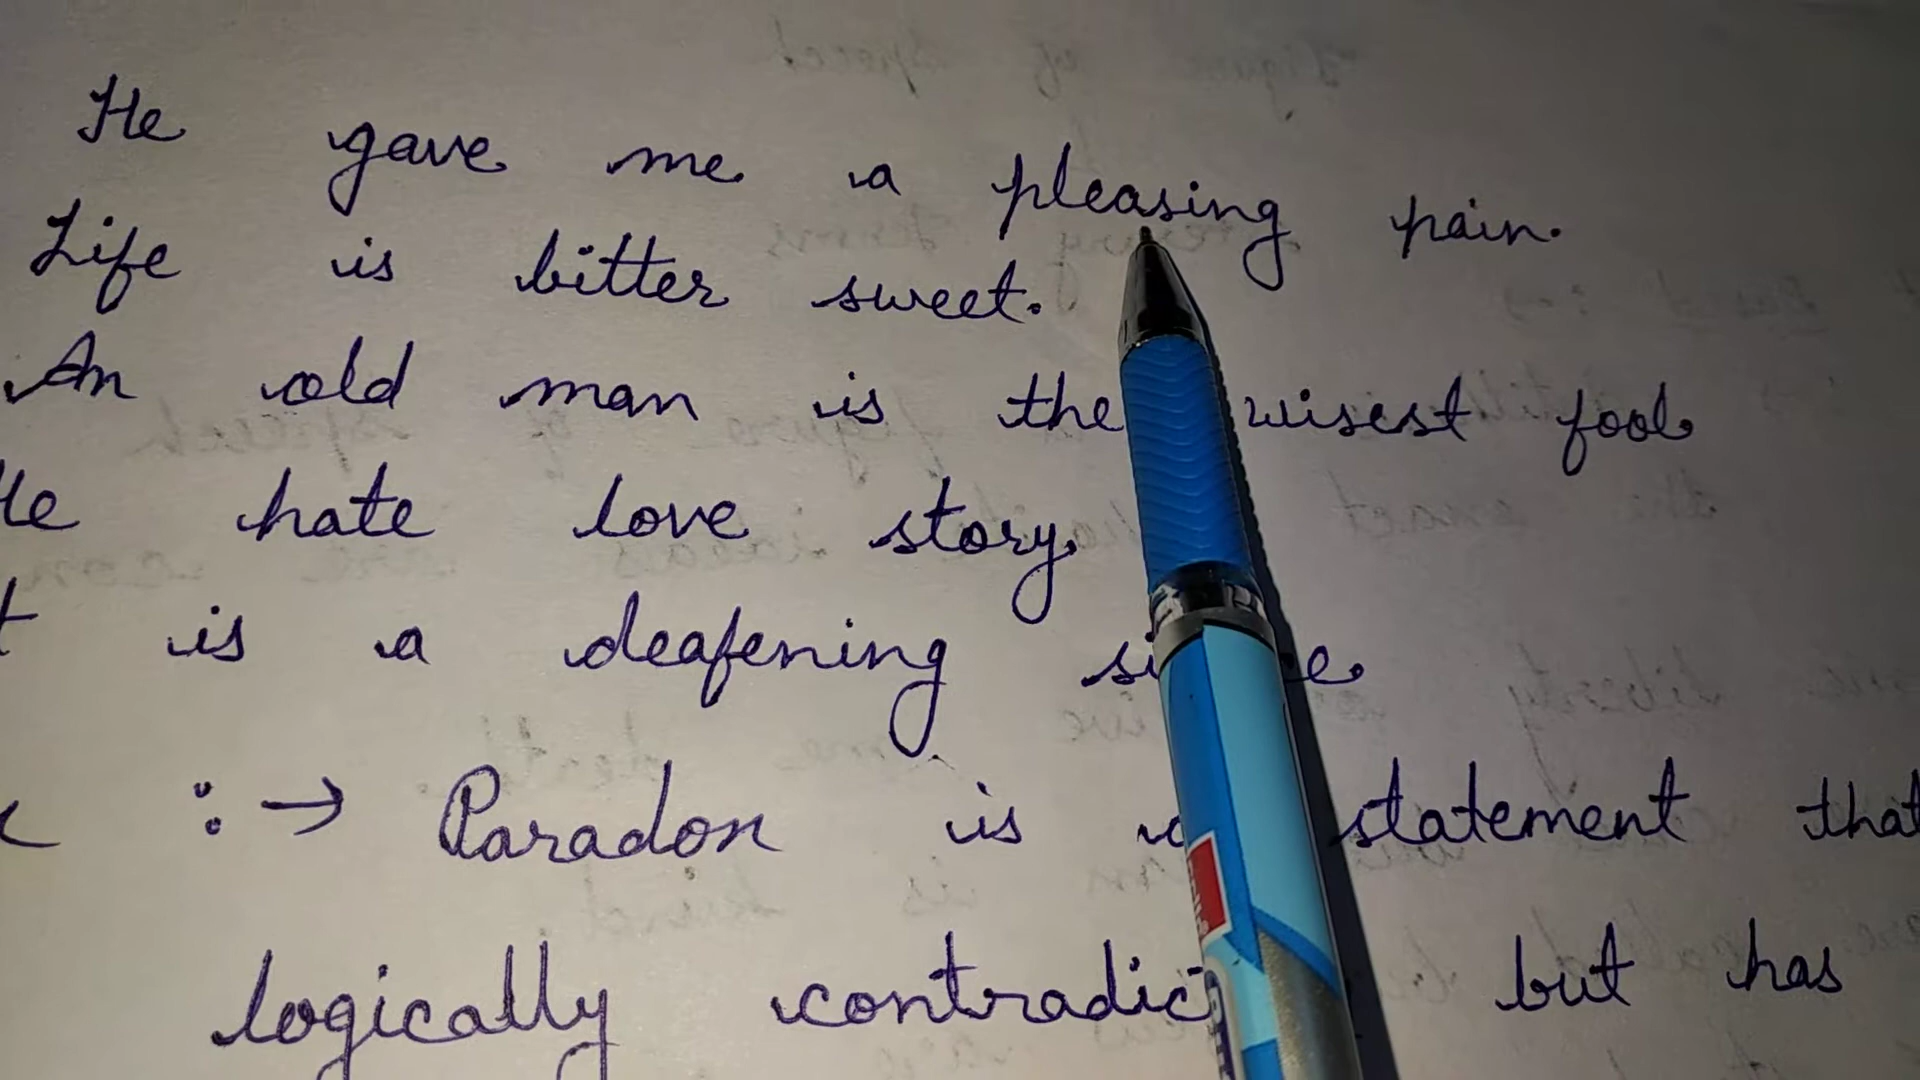 He gave me a pleasing pain.
Life is bitter sweet.
An old man is the wisest fool
He hate love story.
is a deafening
:→ Paradox is a statement that
logically but has